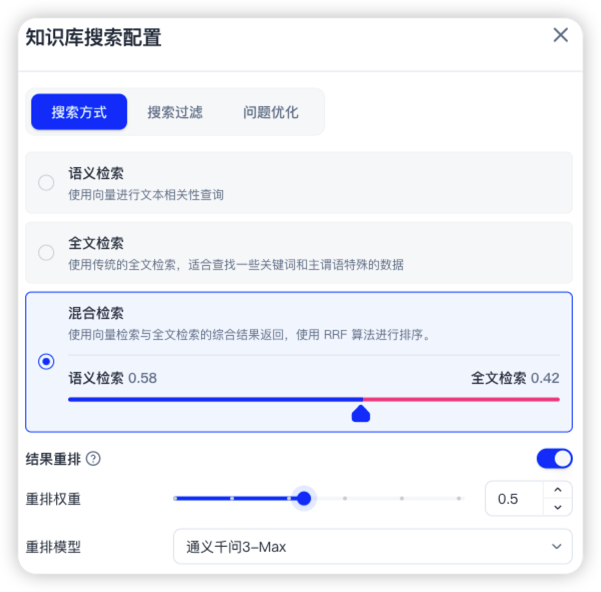 知识库搜索配置
搜索方式 搜索过滤 问题优化
语义检索
使用向量进行文本相关性查询
全文检索
使用传统的全文检索，适合查找一些关键词和主谓语特殊的数据
混合检索
使用向量检索与全文检索的综合结果返回，使用 RRF 算法进行排序。
语义检索 0.58 全文检索 0.42
结果重排 ?
重排权重 0.5
重排模型 通义千问3-Max